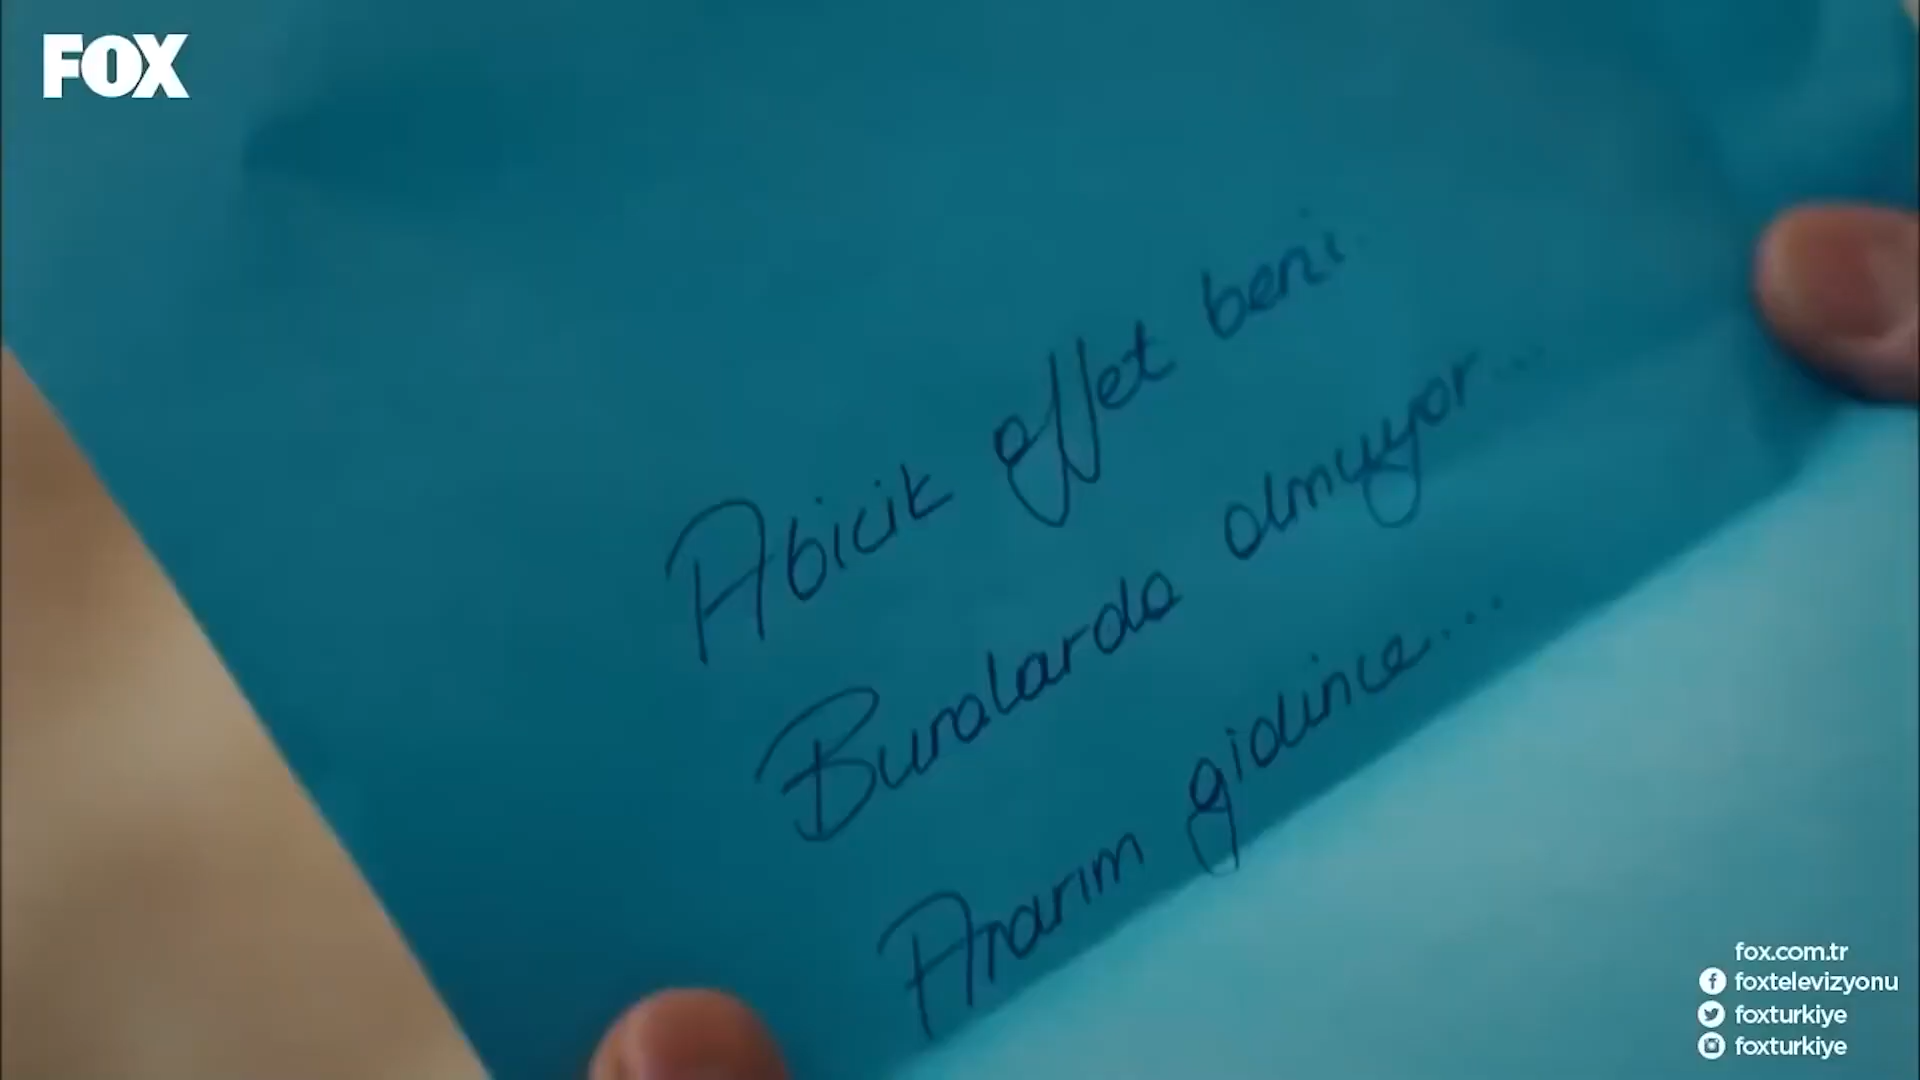 FOX
Abicik affet beni.
Buralarda olmuyor...
Ararım gidince...
fox.com.tr
foxtelevizyonu
foxturkiye
foxturkiye